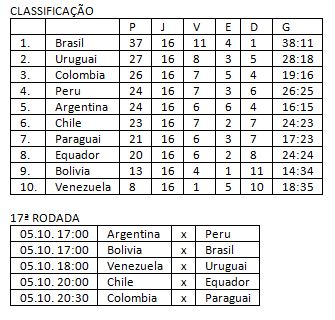 CLASSIFICAÇÃO
P J V E D G
1. Brasil 37 16 11 4 1 38:11
2. Uruguai 27 16 8 3 5 28:18
3. Colombia 26 16 7 5 4 19:16
4. Peru 24 16 7 3 6 26:25
5. Argentina 24 16 6 6 4 16:15
6. Chile 23 16 7 2 7 24:23
7. Paraguai 21 16 6 3 7 17:23
8. Equador 20 16 6 2 8 24:24
9. Bolivia 13 16 4 1 11 14:34
10. Venezuela 8 16 1 5 10 18:35
17ª RODADA
05.10. 17:00 Argentina x Peru
05.10. 17:00 Bolivia x Brasil
05.10. 18:00 Venezuela x Uruguai
05.10. 20:00 Chile x Equador
05.10. 20:30 Colombia x Paraguai